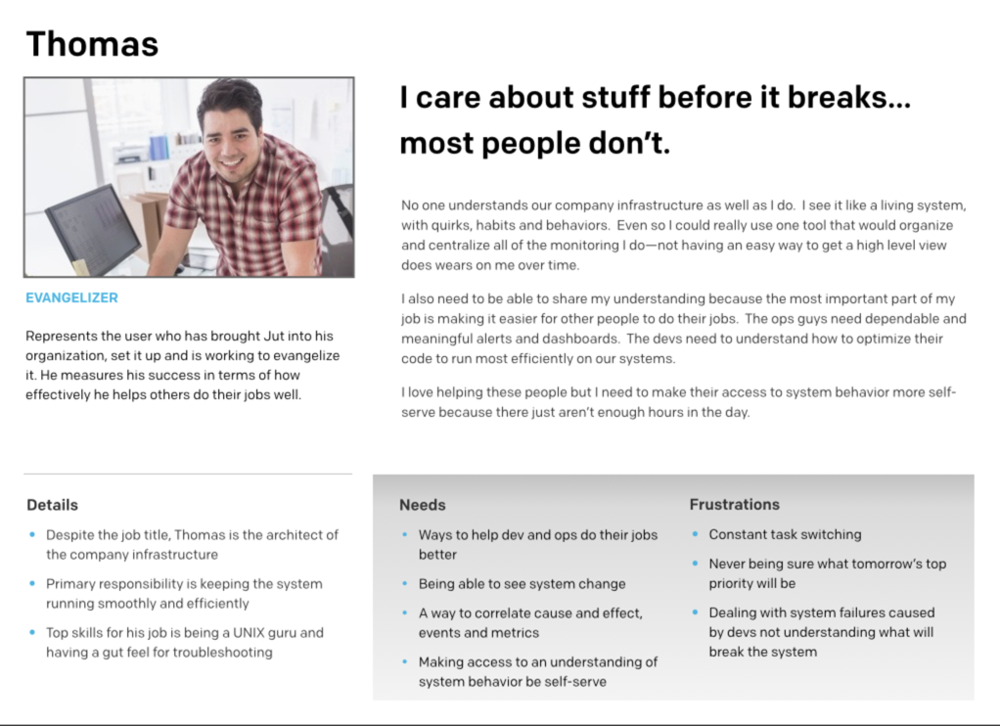 Thomas
I care about stuff before it breaks...
most people don't.
No one understands our company infrastructure as well as I do.  I see it like a living system,
with quirks, habits and behaviors.  Even so I could really use one tool that would organize
and centralize all of the monitoring I do—not having an easy way to get a high level view
does wears on me over time.
I also need to be able to share my understanding because the most important part of my
job is making it easier for other people to do their jobs.  The ops guys need dependable and
meaningful alerts and dashboards.  The devs need to understand how to optimize their
code to run most efficiently on our systems.
I love helping these people but I need to make their access to system behavior more self-
serve because there just aren't enough hours in the day.
EVANGELIZER
Represents the user who has brought Jut into his
organization, set it up and is working to evangelize
it. He measures his success in terms of how
effectively he helps others do their jobs well.
Details
• Despite the job title, Thomas is the architect of
the company infrastructure
• Primary responsibility is keeping the system
running smoothly and efficiently
• Top skills for his job is being a UNIX guru and
having a gut feel for troubleshooting
Needs
• Ways to help dev and ops do their jobs
better
• Being able to see system change
• A way to correlate cause and effect,
events and metrics
• Making access to an understanding of
system behavior be self-serve
Frustrations
• Constant task switching
• Never being sure what tomorrow's top
priority will be
• Dealing with system failures caused
by devs not understanding what will
break the system